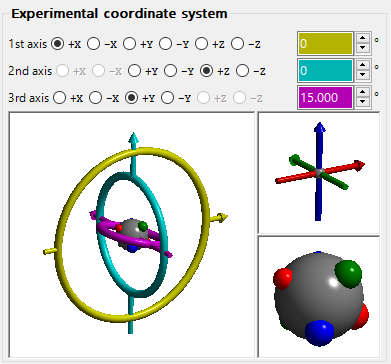 Experimental coordinate system
1st axis +X -X +Y -Y +Z -Z 0 °
2nd axis +X -X +Y -Y +Z -Z 0 °
3rd axis +X -X +Y -Y +Z -Z 15.000 °